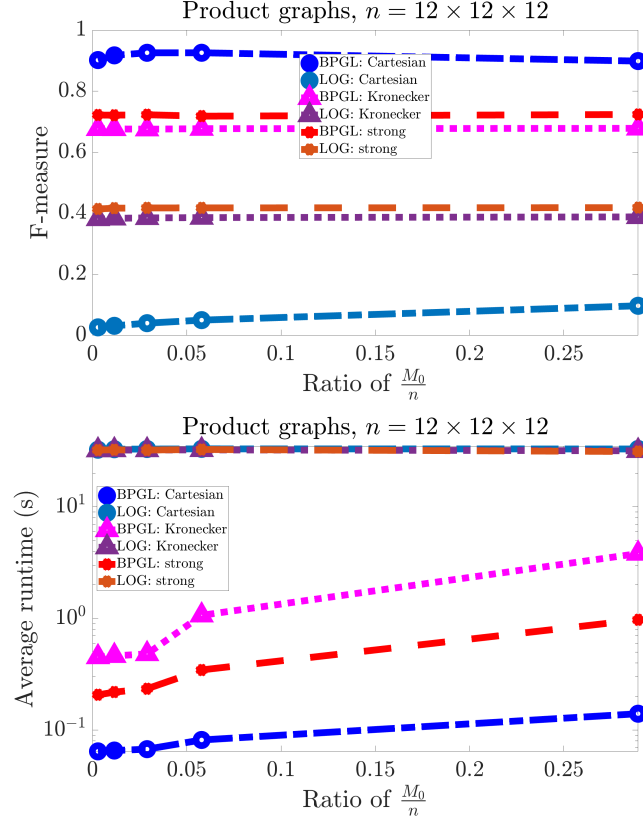 Product graphs, n = 12 × 12 × 12
1
0.8
0.6
0.4
0.2
0
F-measure
BPGL: Cartesian
LOG: Cartesian
BPGL: Kronecker
LOG: Kronecker
BPGL: strong
LOG: strong
0 0.05 0.1 0.15 0.2 0.25
Ratio of M₀/n
Product graphs, n = 12 × 12 × 12
10¹
10⁰
10⁻¹
Average runtime (s)
BPGL: Cartesian
LOG: Cartesian
BPGL: Kronecker
LOG: Kronecker
BPGL: strong
LOG: strong
0 0.05 0.1 0.15 0.2 0.25
Ratio of M₀/n